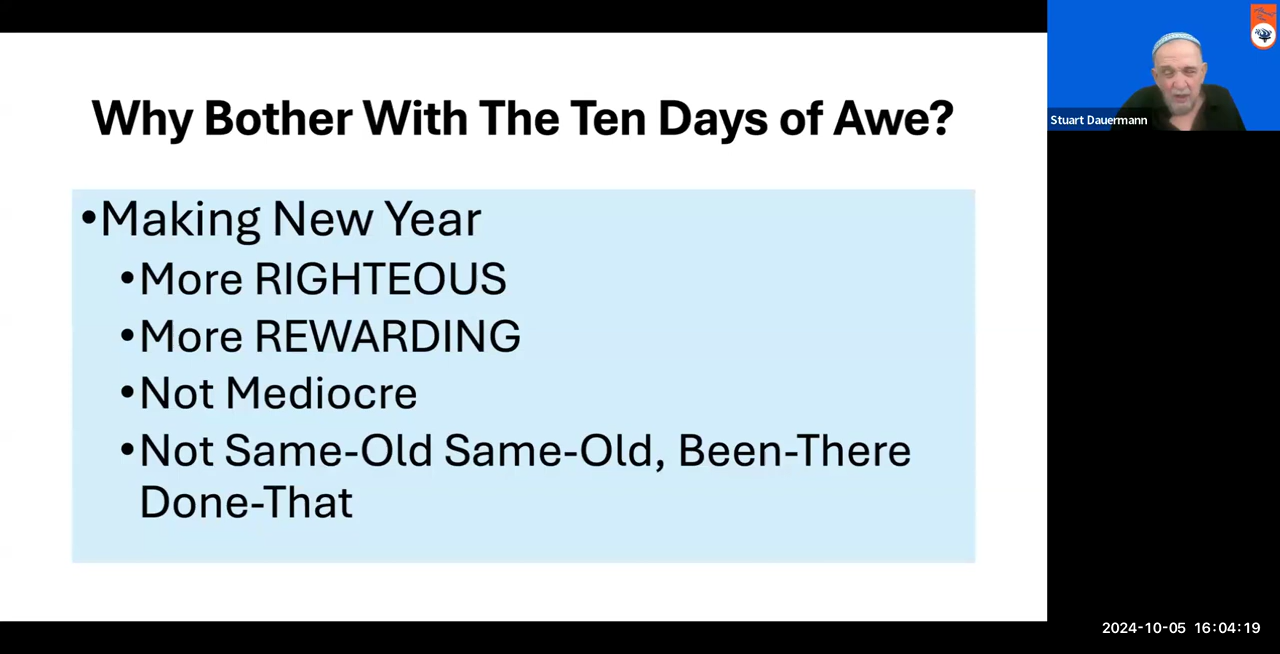 Why Bother With The Ten Days of Awe?
•Making New Year
•More RIGHTEOUS
•More REWARDING
•Not Mediocre
•Not Same-Old Same-Old, Been-There
Done-That
Stuart Dauermann
2024-10-05 16:04:19